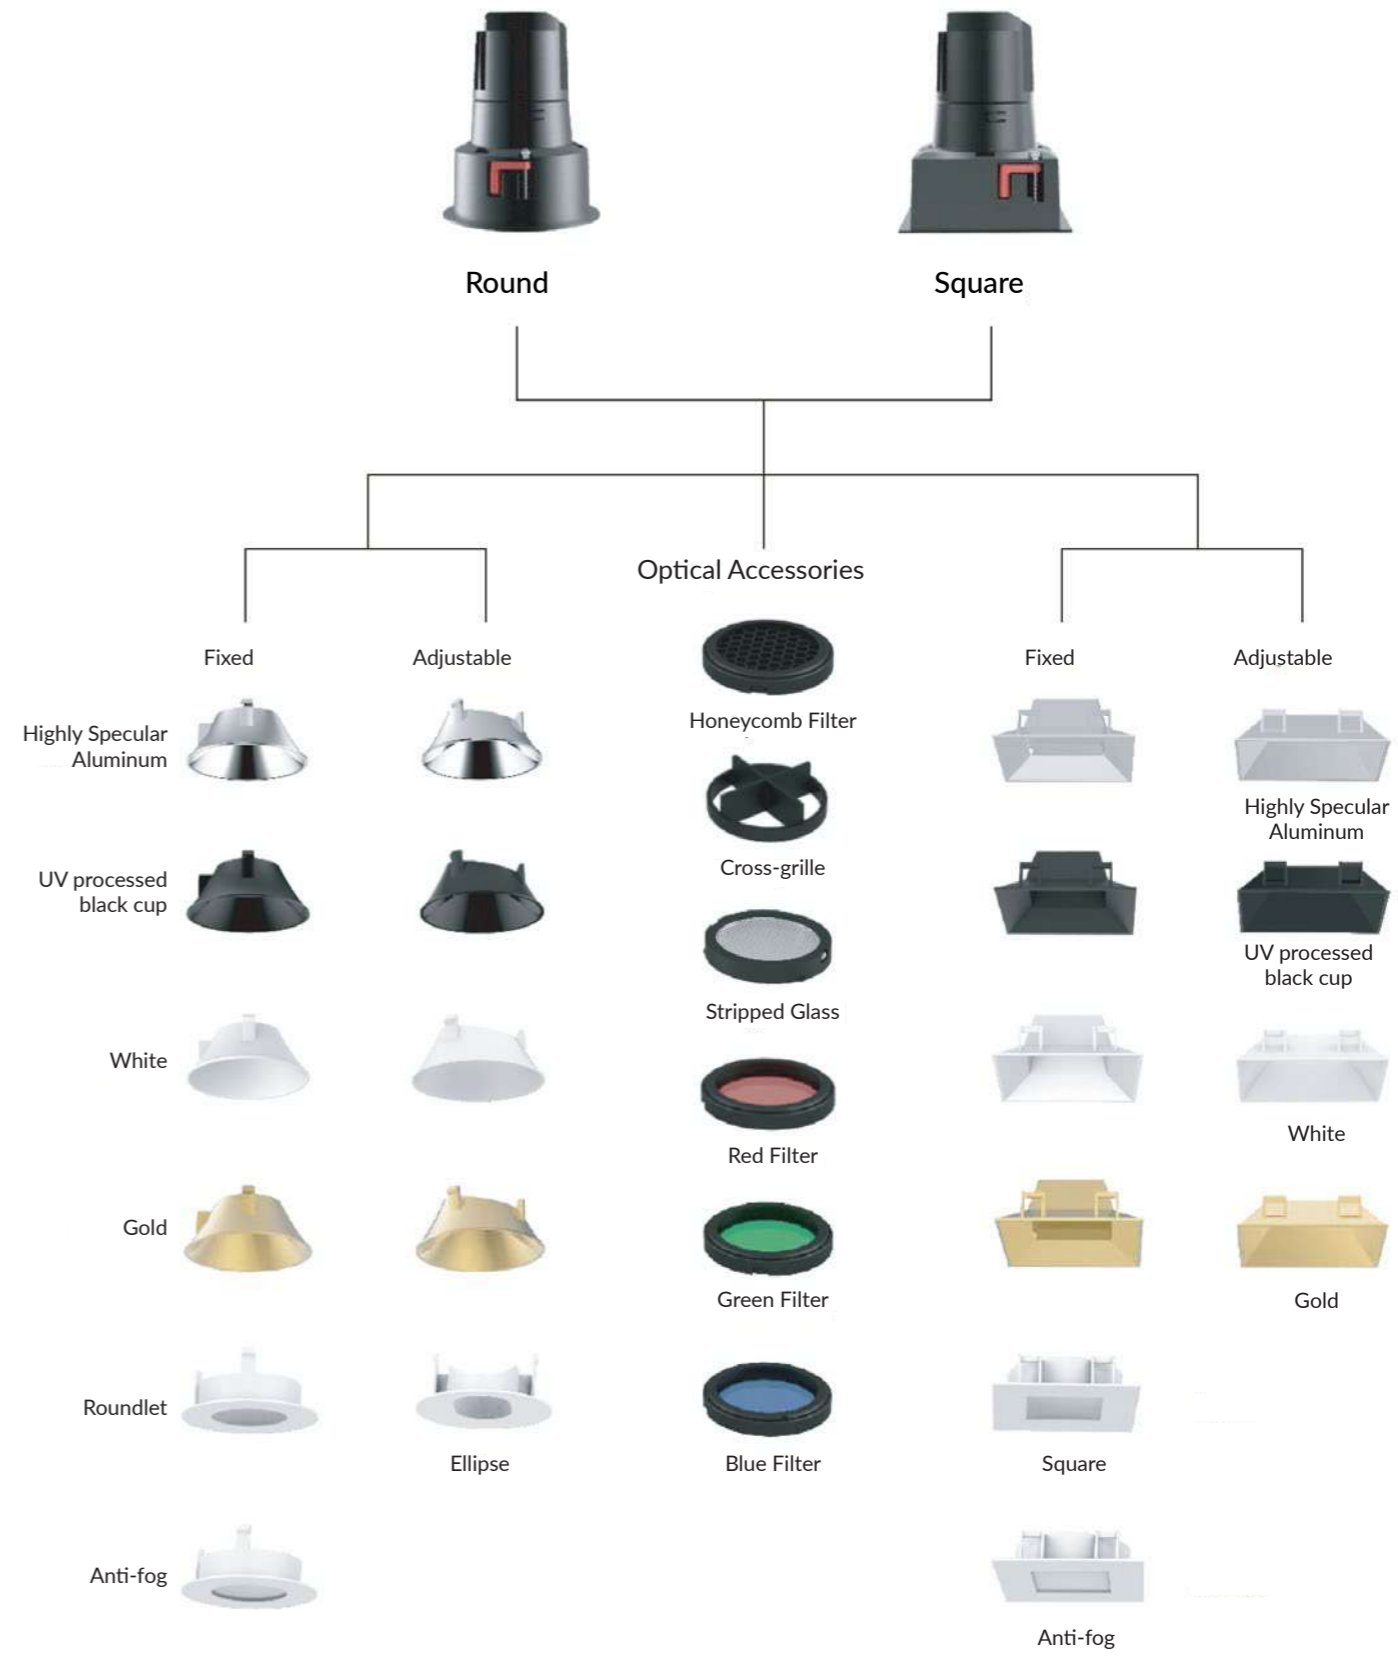 Round
Square
Optical Accessories
Fixed
Adjustable
Fixed
Adjustable
Highly Specular
Aluminum
UV processed
black cup
White
Gold
Roundlet
Ellipse
Anti-fog
Honeycomb Filter
Cross-grille
Stripped Glass
Red Filter
Green Filter
Blue Filter
Highly Specular
Aluminum
UV processed
black cup
White
Gold
Square
Anti-fog